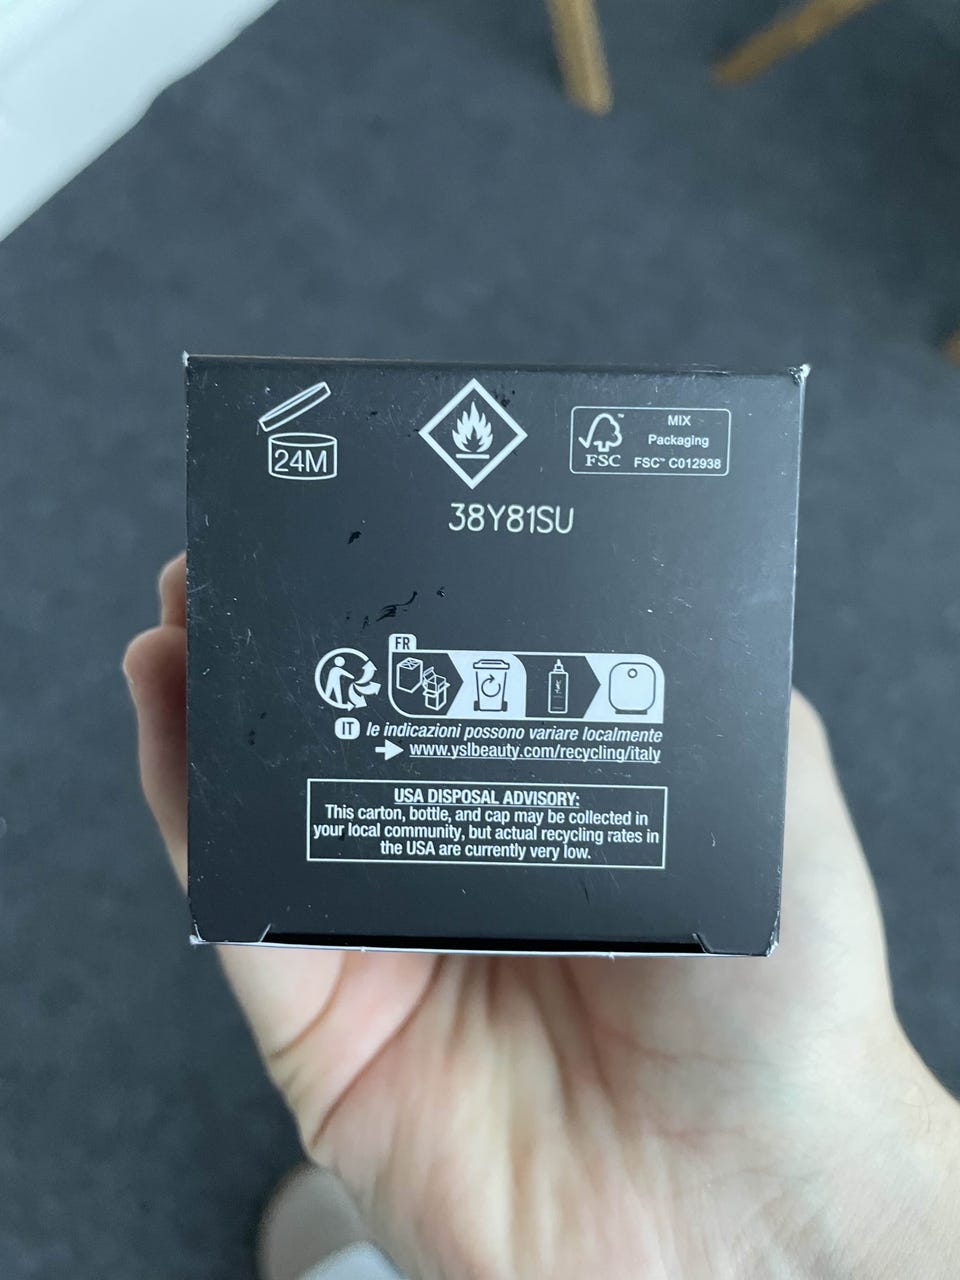 24M
FSC™
MIX
Packaging
FSC™ C012938
38Y81SU
FR
IT le indicazioni possono variare localmente
www.yslbeauty.com/recycling/italy
USA DISPOSAL ADVISORY:
This carton, bottle, and cap may be collected in
your local community, but actual recycling rates in
the USA are currently very low.